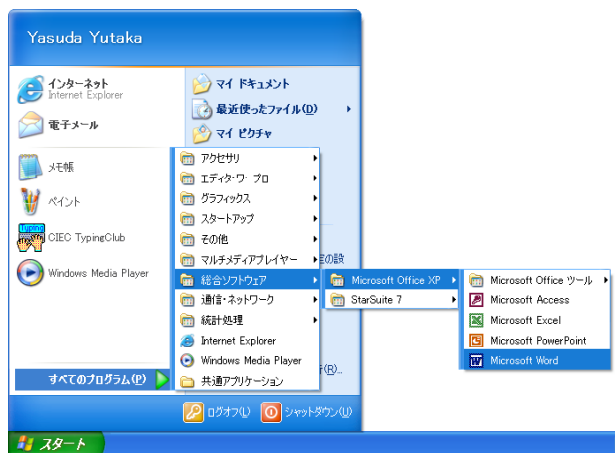 Yasuda Yutaka
インターネット
Internet Explorer
電子メール
メモ帳
ペイント
Typing
CIEC TypingClub
Windows Media Player
すべてのプログラム(P)
マイ ドキュメント
最近使ったファイル(D)
マイ ピクチャ
アクセサリ
エディタ・ワープロ
グラフィックス
スタートアップ
その他
マルチメディアプレイヤー
総合ソフトウェア
通信・ネットワーク
統計処理
Internet Explorer
Windows Media Player
共通アプリケーション
定の設
行(R)...
Microsoft Office XP
StarSuite 7
Microsoft Office ツール
Microsoft Access
Microsoft Excel
Microsoft PowerPoint
Microsoft Word
ログオフ(L)
シャットダウン(U)
スタート